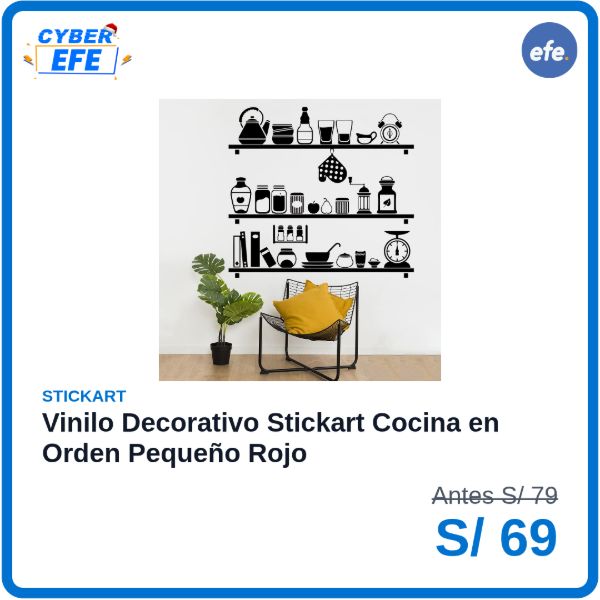 CYBER
EFE
efe.
STICKART
Vinilo Decorativo Stickart Cocina en
Orden Pequeño Rojo
Antes S/ 79
S/ 69